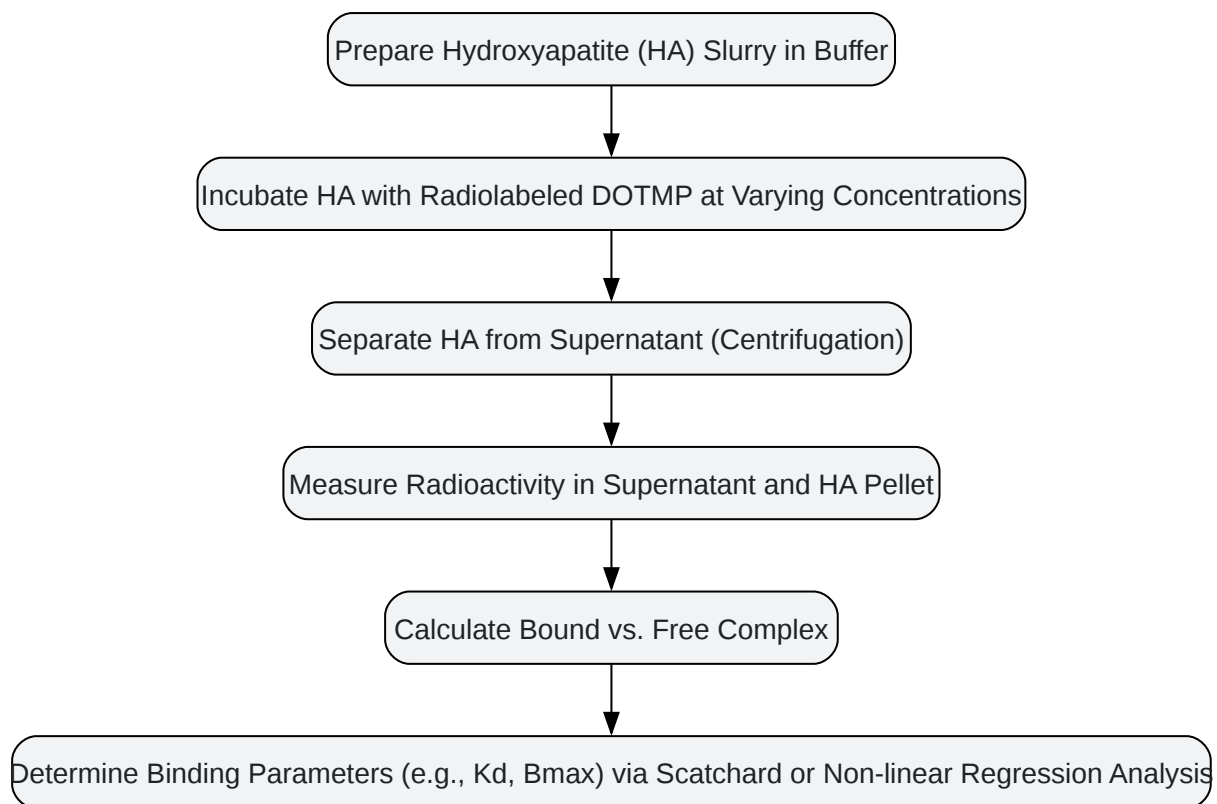 Prepare Hydroxyapatite (HA) Slurry in Buffer
Incubate HA with Radiolabeled DOTMP at Varying Concentrations
Separate HA from Supernatant (Centrifugation)
Measure Radioactivity in Supernatant and HA Pellet
Calculate Bound vs. Free Complex
Determine Binding Parameters (e.g., Kd, Bmax) via Scatchard or Non-linear Regression Analysis